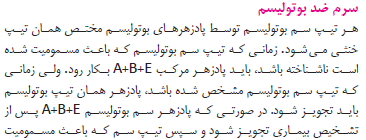 سرم ضد بوتولیسم
هر تیپ سم بوتولیسم توسط پادزهرهای بوتولیسم مختص همان تیپ
خنثی می‌شود. زمانی که تیپ سم بوتولیسم که باعث مسمومیت شده
است ناشناخته باشد، باید پادزهر مرکب A+B+E بکار رود. ولی زمانی
که تیپ سم بوتولیسم مشخص شده باشد، پادزهر همان تیپ بوتولیسم
باید تجویز شود. در صورتی که پادزهر سم بوتولیسم A+B+E پس از
تشخیص بیماری تجویز شود و سپس تیپ سم که باعث مسمومیت